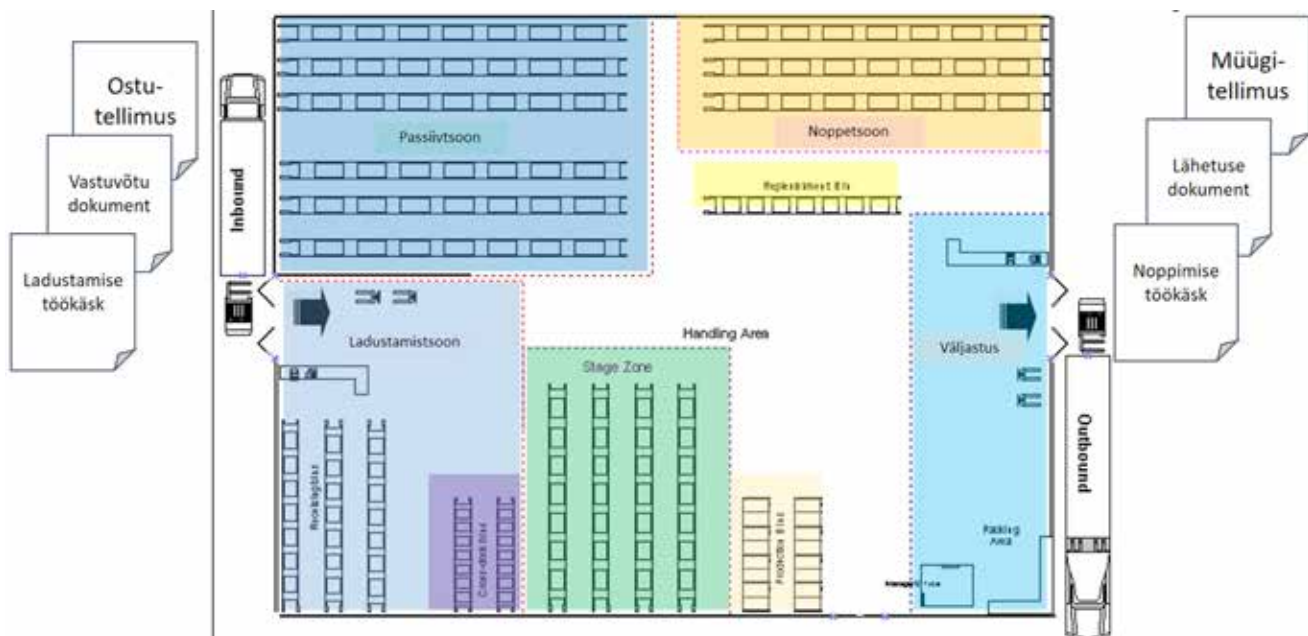 Ostu-
tellimus
Vastuvõtu
dokument
Ladustamise
töökäsk
Inbound
Passiivtsoon
Noppetsoon
Ladustamistsoon
Handling Area
Stage Zone
Väljastus
Outbound
Area
Müügi-
tellimus
Lähetuse
dokument
Noppimise
töökäsk